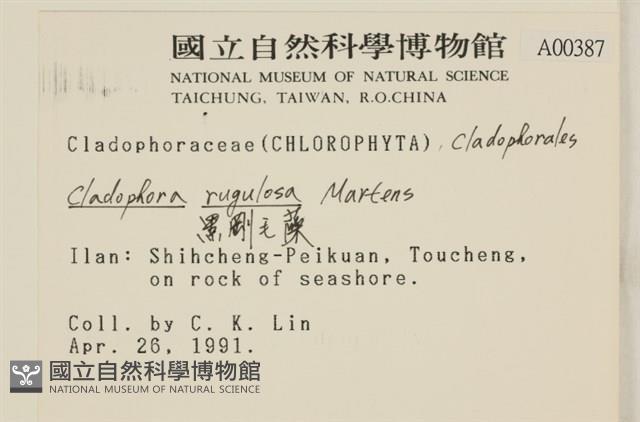 國立自然科學博物館
A00387
NATIONAL MUSEUM OF NATURAL SCIENCE
TAICHUNG, TAIWAN, R.O.CHINA
Cladophoraceae(CHLOROPHYTA), Cladophorales
Cladophora rugulosa Martens
黑剛毛藻
Ilan: Shihcheng-Peikuan, Toucheng,
on rock of seashore.
Coll. by C. K. Lin
Apr. 26, 1991.
國立自然科學博物館
NATIONAL MUSEUM OF NATURAL SCIENCE